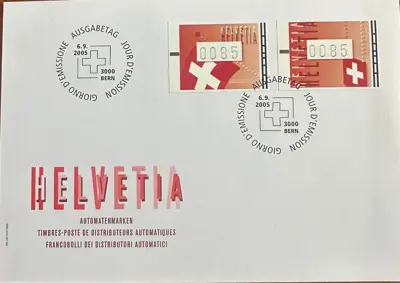 HELVETIA
0085
HELVETIA
0085
AUSGABETAG JOUR D'EMISSION GIORNO D'EMISSIONE
6.9.
2005
3000
BERN
AUSGABETAG JOUR D'EMISSION GIORNO D'EMISSIONE
6.9.
2005
3000
BERN
HELVETIA
AUTOMATENMARKEN
TIMBRES-POSTE DE DISTRIBUTEURS AUTOMATIQUES
FRANCOBOLLI DEI DISTRIBUTORI AUTOMATICI